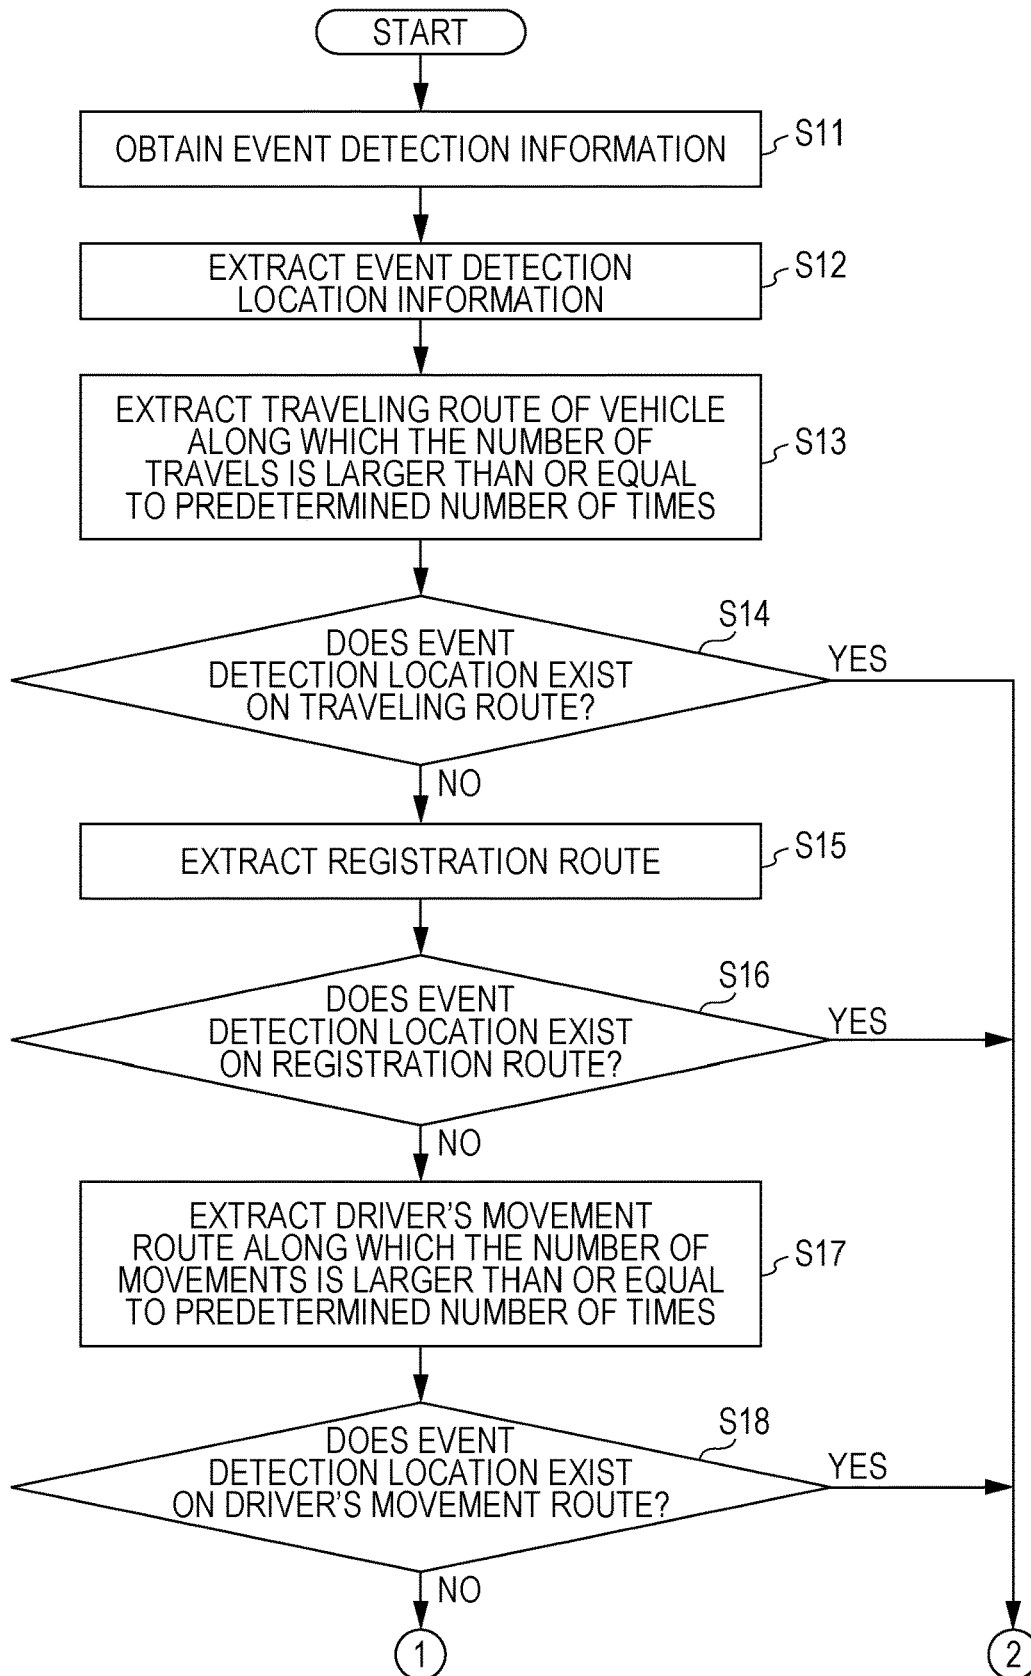 START
OBTAIN EVENT DETECTION INFORMATION
S11
EXTRACT EVENT DETECTION
LOCATION INFORMATION
S12
EXTRACT TRAVELING ROUTE OF VEHICLE
ALONG WHICH THE NUMBER OF
TRAVELS IS LARGER THAN OR EQUAL
TO PREDETERMINED NUMBER OF TIMES
S13
S14
DOES EVENT
DETECTION LOCATION EXIST
ON TRAVELING ROUTE?
YES
NO
EXTRACT REGISTRATION ROUTE
S15
S16
DOES EVENT
DETECTION LOCATION EXIST
ON REGISTRATION ROUTE?
YES
NO
EXTRACT DRIVER'S MOVEMENT
ROUTE ALONG WHICH THE NUMBER OF
MOVEMENTS IS LARGER THAN OR EQUAL
TO PREDETERMINED NUMBER OF TIMES
S17
S18
DOES EVENT
DETECTION LOCATION EXIST
ON DRIVER'S MOVEMENT ROUTE?
YES
NO
1
2